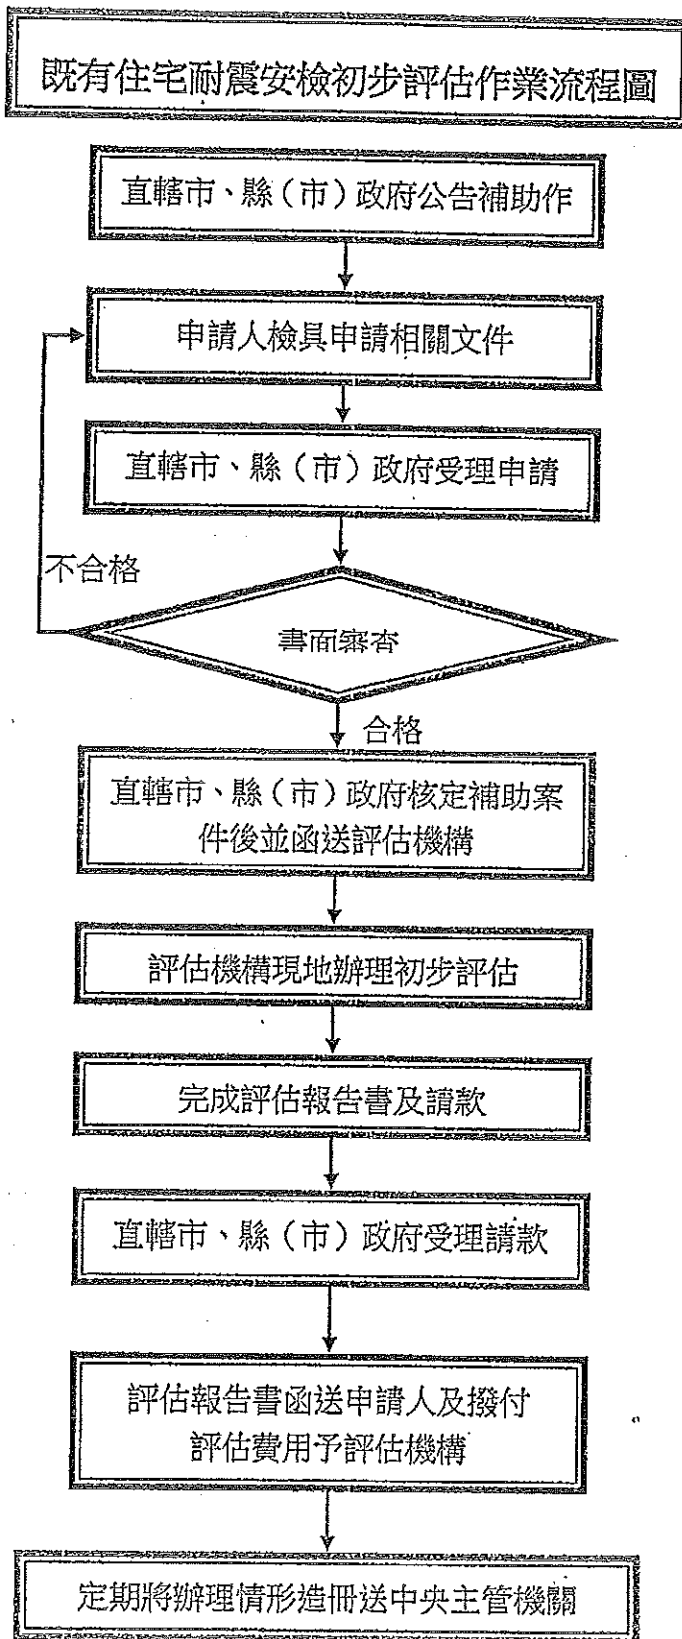 既有住宅耐震安檢初步評估作業流程圖
直轄市、縣（市）政府公告補助作
申請人檢具申請相關文件
直轄市、縣（市）政府受理申請
不合格
書面審查
合格
直轄市、縣（市）政府核定補助案
件後並函送評估機構
評估機構現地辦理初步評估
完成評估報告書及請款
直轄市、縣（市）政府受理請款
評估報告書函送申請人及撥付
評估費用予評估機構
定期將辦理情形造冊送中央主管機關